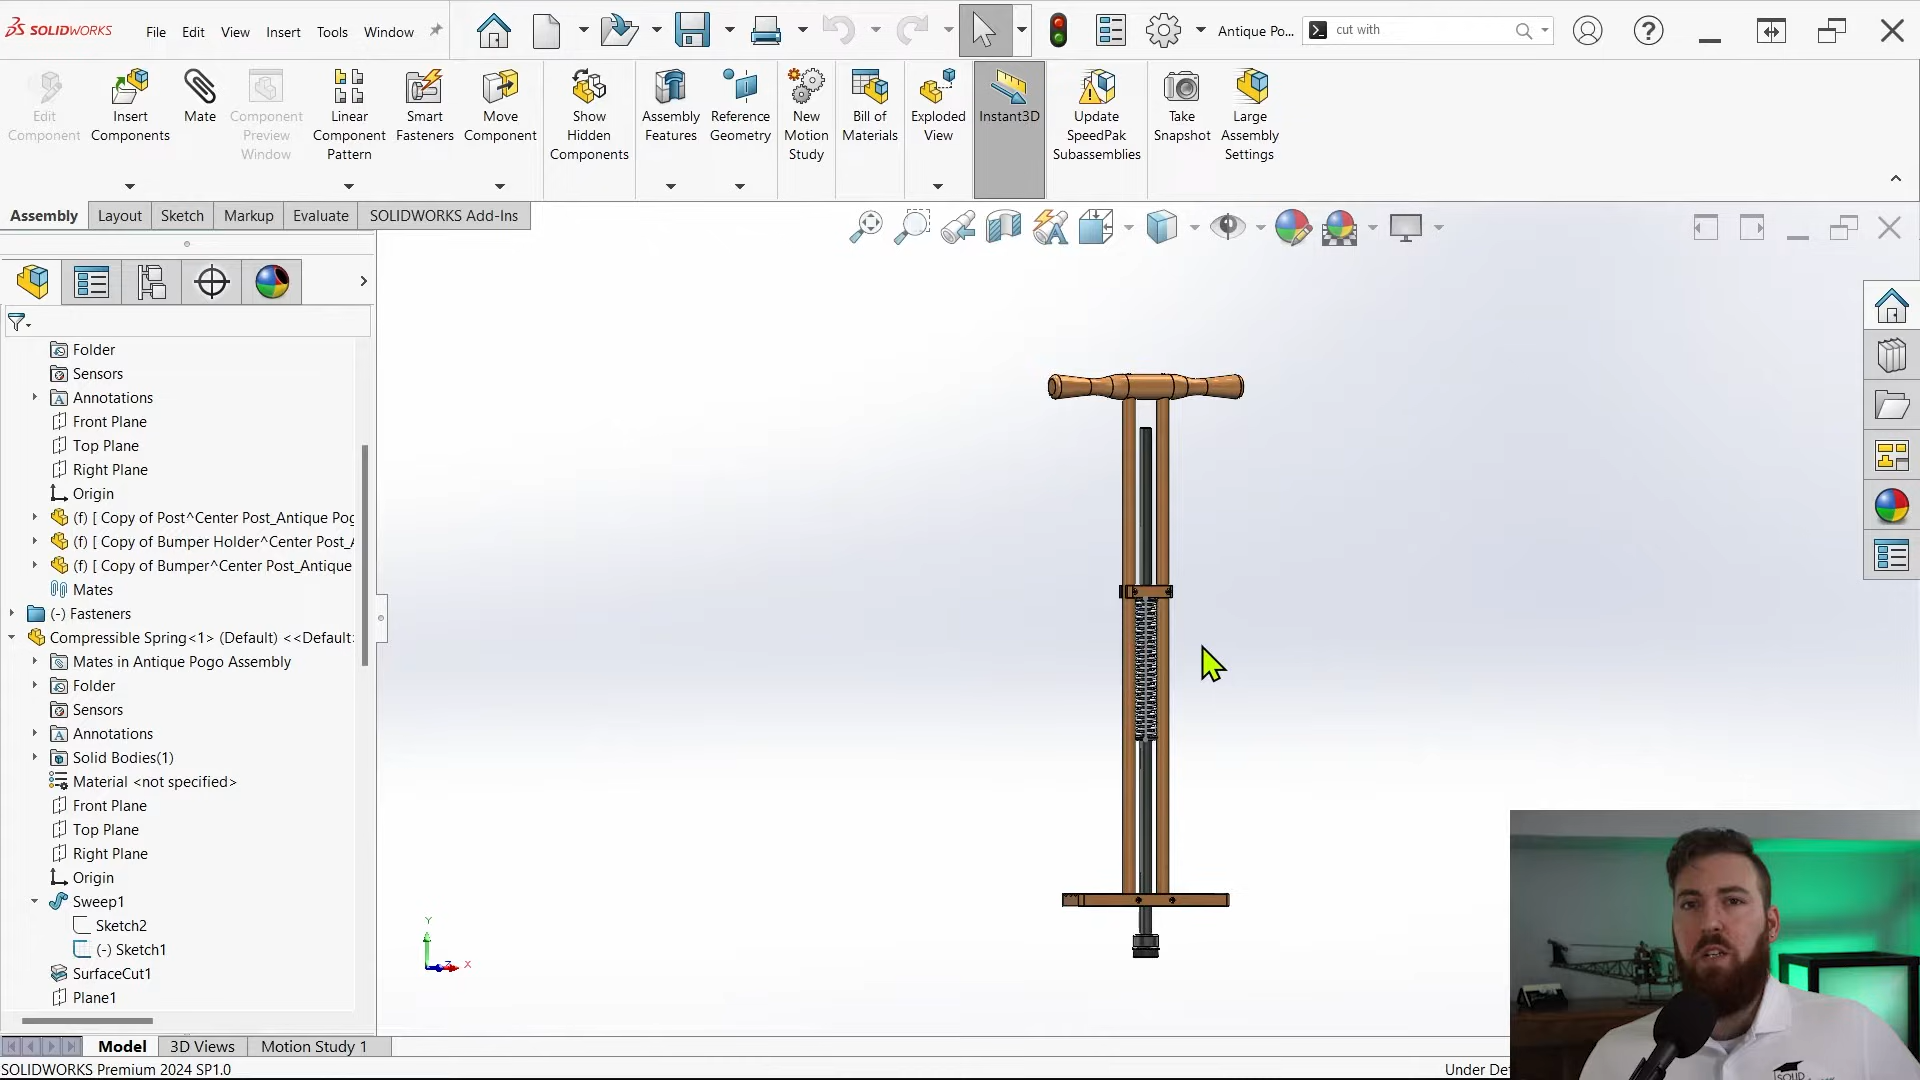 SOLIDWORKS File Edit View Insert Tools Window Antique Po... cut with
Edit Component
Insert Components
Mate
Component Preview Window
Linear Component Pattern
Smart Fasteners
Move Component
Show Hidden Components
Assembly Features
Reference Geometry
New Motion Study
Bill of Materials
Exploded View
Instant3D
Update SpeedPak Subassemblies
Take Snapshot
Large Assembly Settings
Assembly Layout Sketch Markup Evaluate SOLIDWORKS Add-Ins
Folder
Sensors
Annotations
Front Plane
Top Plane
Right Plane
Origin
(f) [ Copy of Post^Center Post_Antique Pog
(f) [ Copy of Bumper Holder^Center Post_A
(f) [ Copy of Bumper^Center Post_Antique
Mates
(-) Fasteners
Compressible Spring<1> (Default) <<Default>
Mates in Antique Pogo Assembly
Folder
Sensors
Annotations
Solid Bodies(1)
Material <not specified>
Front Plane
Top Plane
Right Plane
Origin
Sweep1
Sketch2
(-) Sketch1
SurfaceCut1
Plane1
Y
Z X
Model 3D Views Motion Study 1
SOLIDWORKS Premium 2024 SP1.0 Under De
SOLID